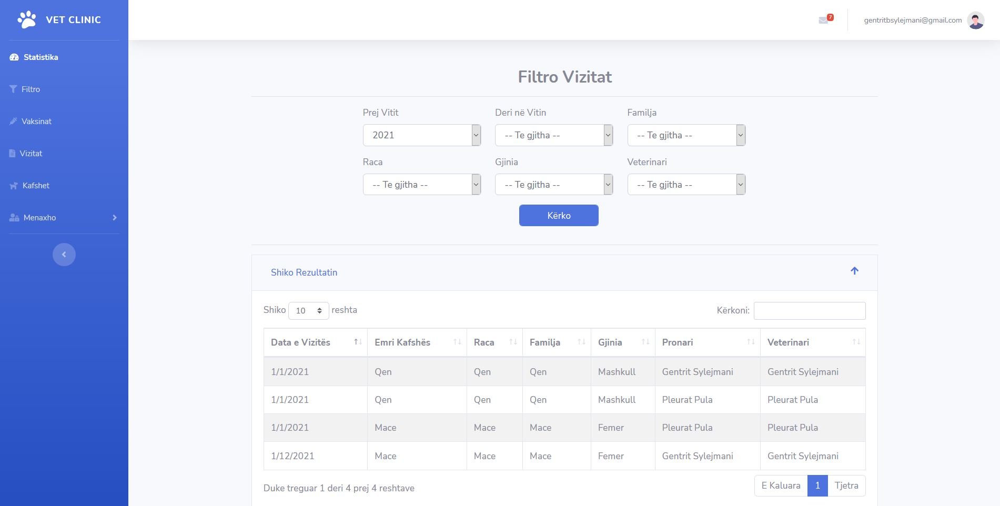 VET CLINIC
7
gentritbsylejmani@gmail.com
Statistika
Filtro
Vaksinat
Vizitat
Kafshet
Menaxho
Filtro Vizitat
Prej Vitit Deri në Vitin Familja
2021 -- Te gjitha -- -- Te gjitha --
Raca Gjinia Veterinari
-- Te gjitha -- -- Te gjitha -- -- Te gjitha --
Kërko
Shiko Rezultatin
Shiko 10 reshta Kërkoni:
Data e Vizitës Emri Kafshës Raca Familja Gjinia Pronari Veterinari
1/1/2021 Qen Qen Qen Mashkull Gentrit Sylejmani Gentrit Sylejmani
1/1/2021 Qen Qen Qen Mashkull Pleurat Pula Pleurat Pula
1/1/2021 Mace Mace Mace Femer Pleurat Pula Pleurat Pula
1/12/2021 Mace Mace Mace Femer Gentrit Sylejmani Gentrit Sylejmani
Duke treguar 1 deri 4 prej 4 reshtave E Kaluara 1 Tjetra